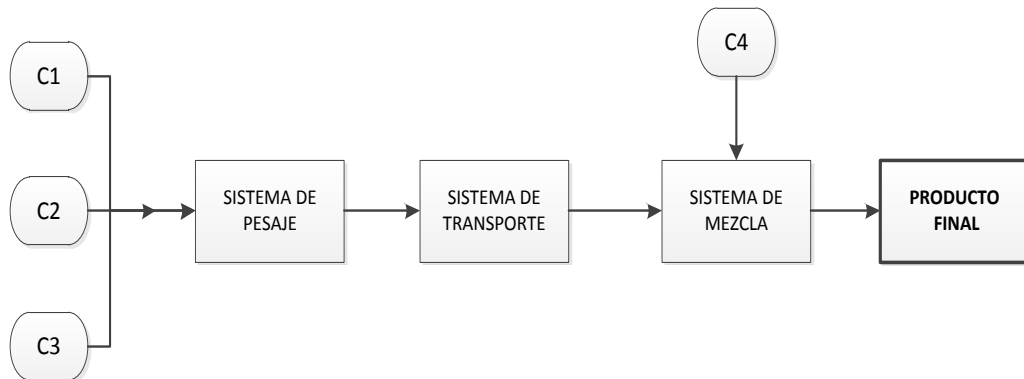 C4
C1
C2
C3
SISTEMA DE
PESAJE
SISTEMA DE
TRANSPORTE
SISTEMA DE
MEZCLA
PRODUCTO
FINAL